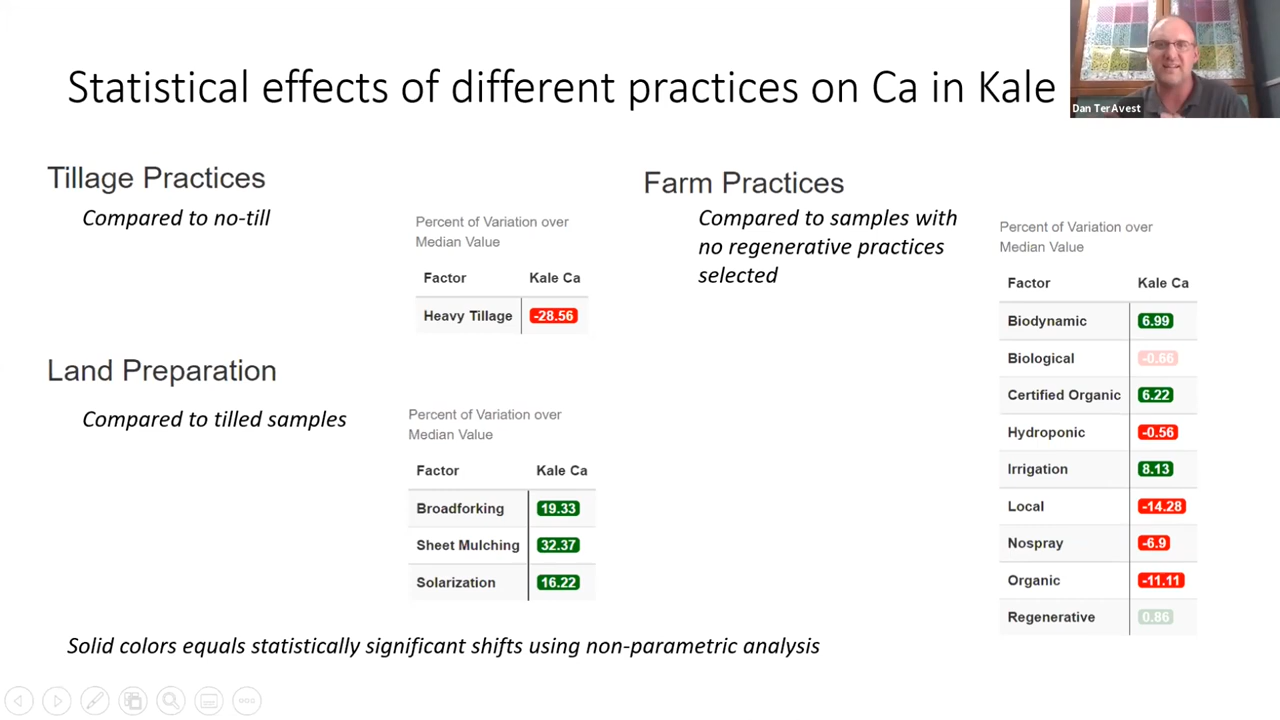 Statistical effects of different practices on Ca in Kale
Dan Ter Avest
Tillage Practices
Compared to no-till
Percent of Variation over
Median Value
Factor Kale Ca
Heavy Tillage -28.56
Land Preparation
Compared to tilled samples
Percent of Variation over
Median Value
Factor Kale Ca
Broadforking 19.33
Sheet Mulching 32.37
Solarization 16.22
Farm Practices
Compared to samples with
no regenerative practices
selected
Percent of Variation over
Median Value
Factor Kale Ca
Biodynamic 6.99
Biological -0.66
Certified Organic 6.22
Hydroponic -0.56
Irrigation 8.13
Local -14.28
Nospray -6.9
Organic -11.11
Regenerative 0.86
Solid colors equals statistically significant shifts using non-parametric analysis